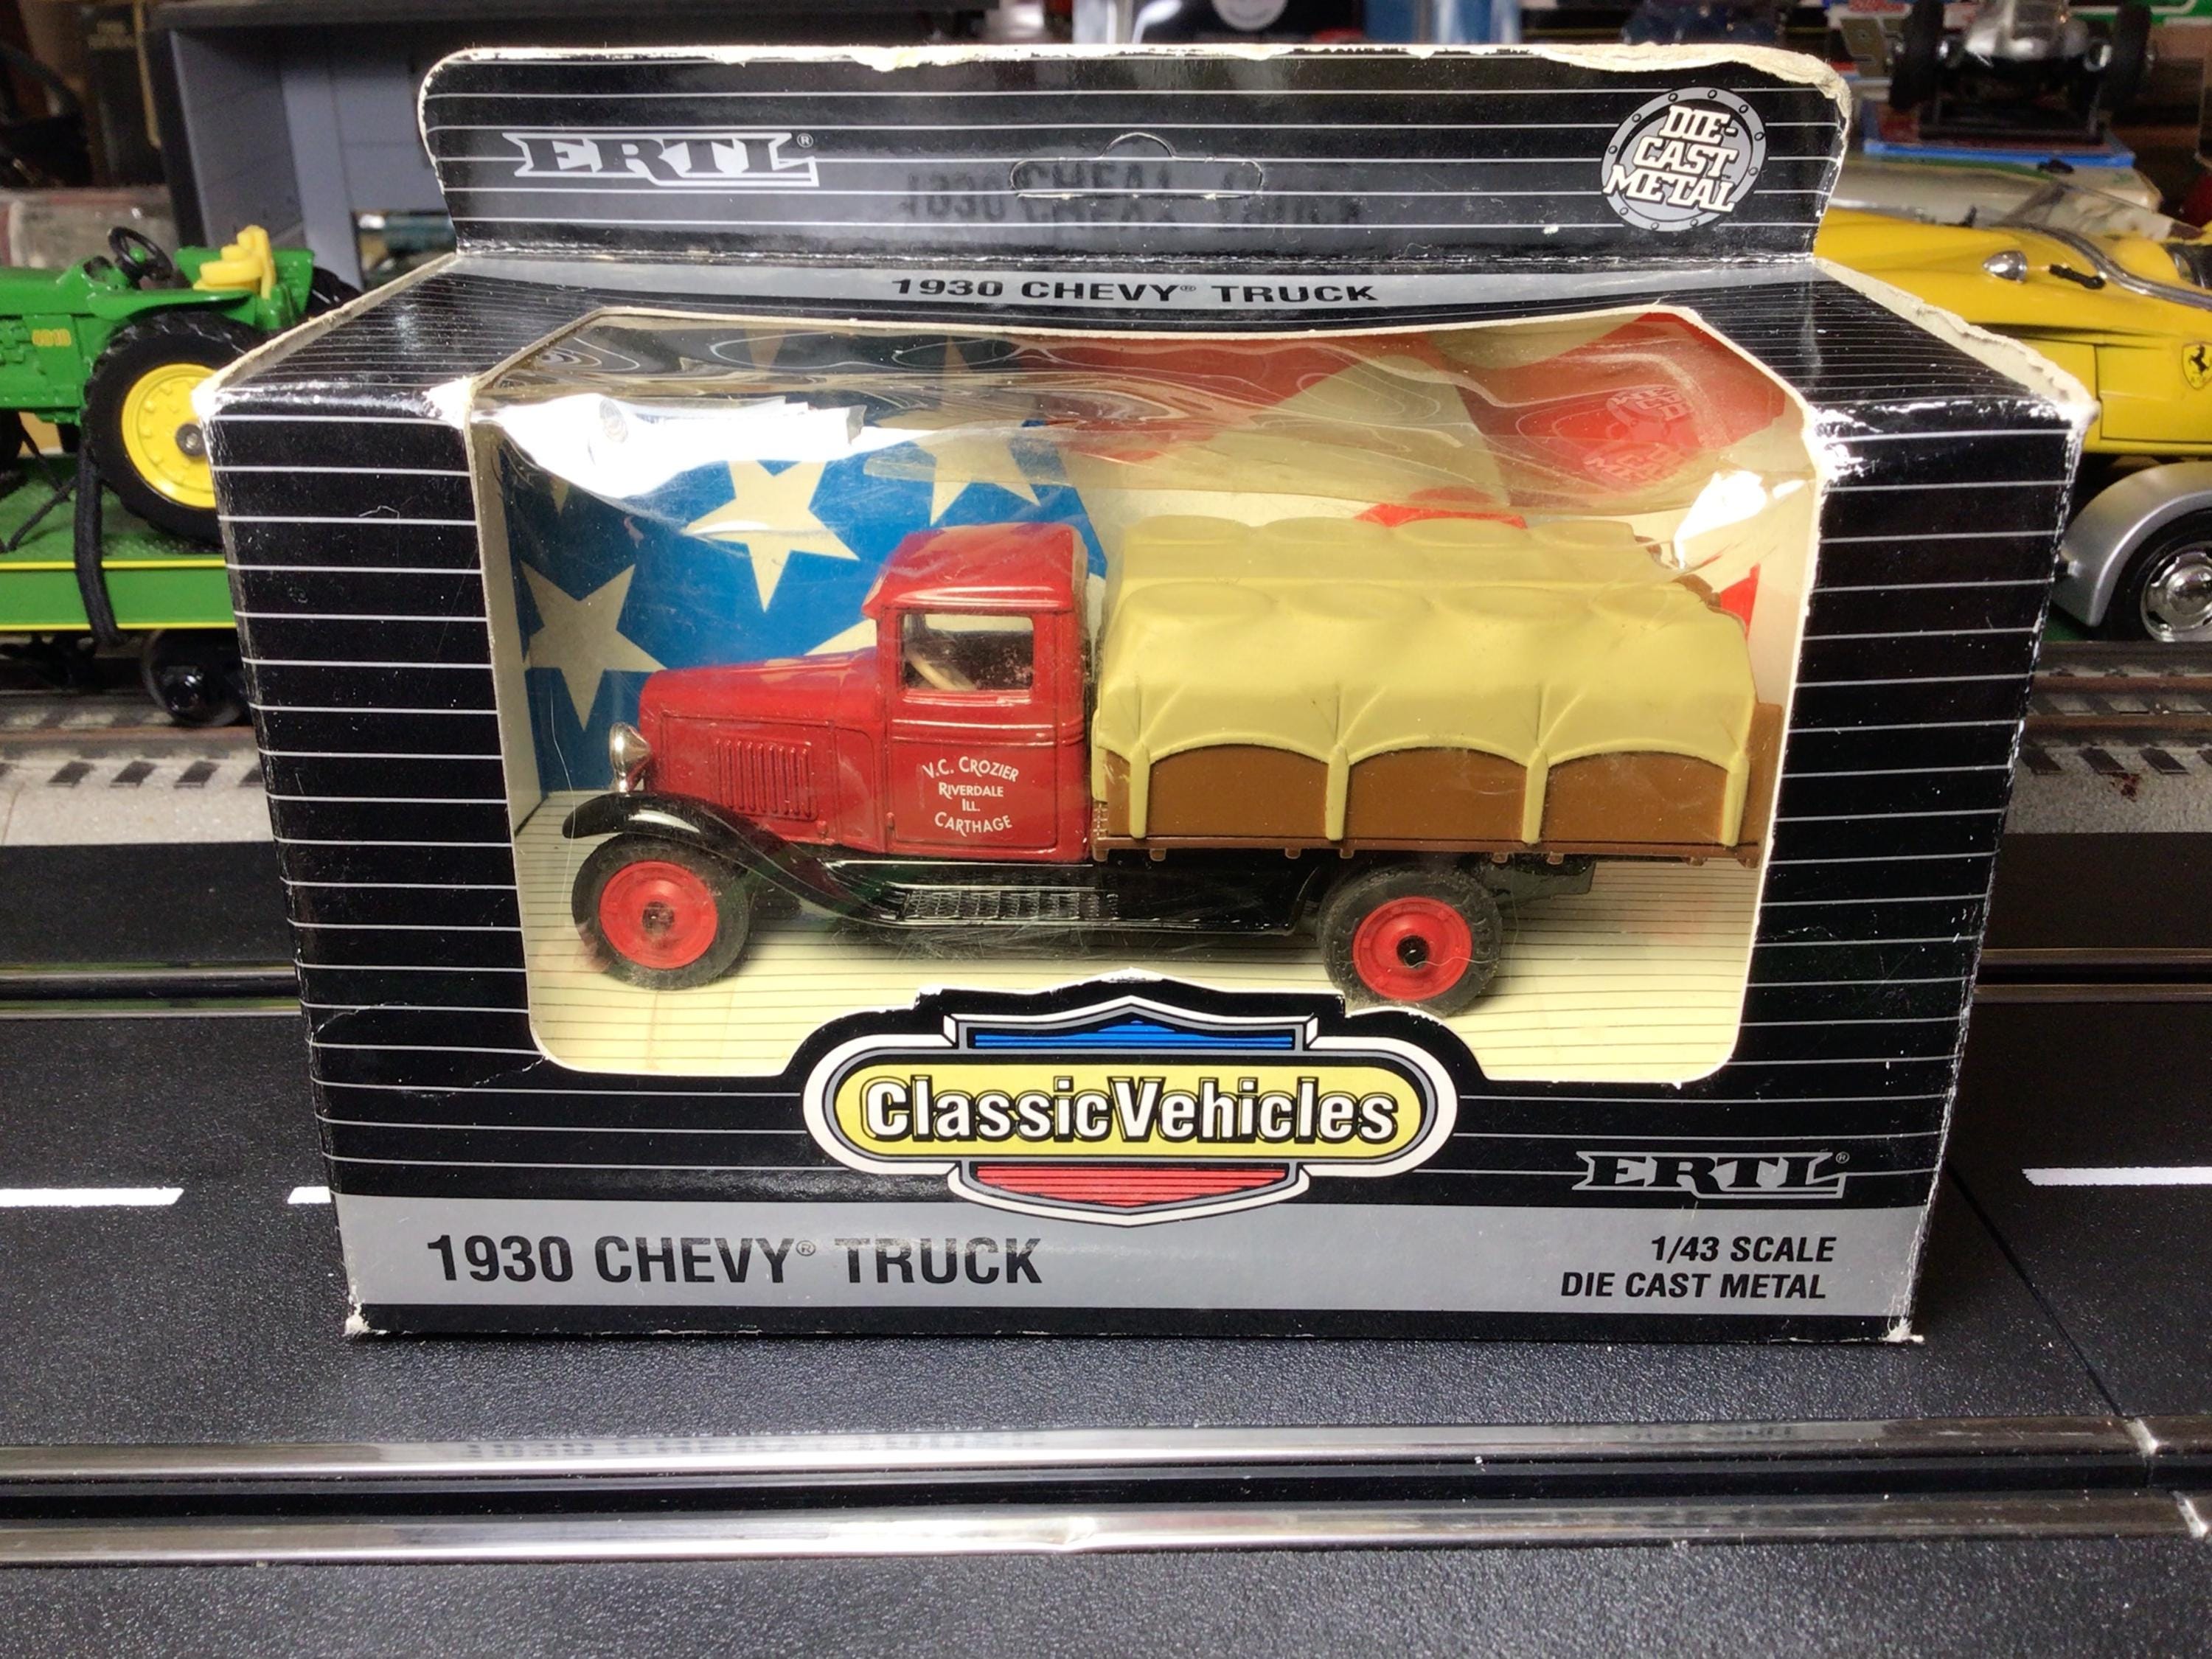 ERTL®
DIE-
CAST
METAL
1930 CHEVY® TRUCK
4010
V.C. CROZIER
RIVERDALE
ILL.
CARTHAGE
ClassicVehicles
ERTL®
1930 CHEVY® TRUCK
1/43 SCALE
DIE CAST METAL